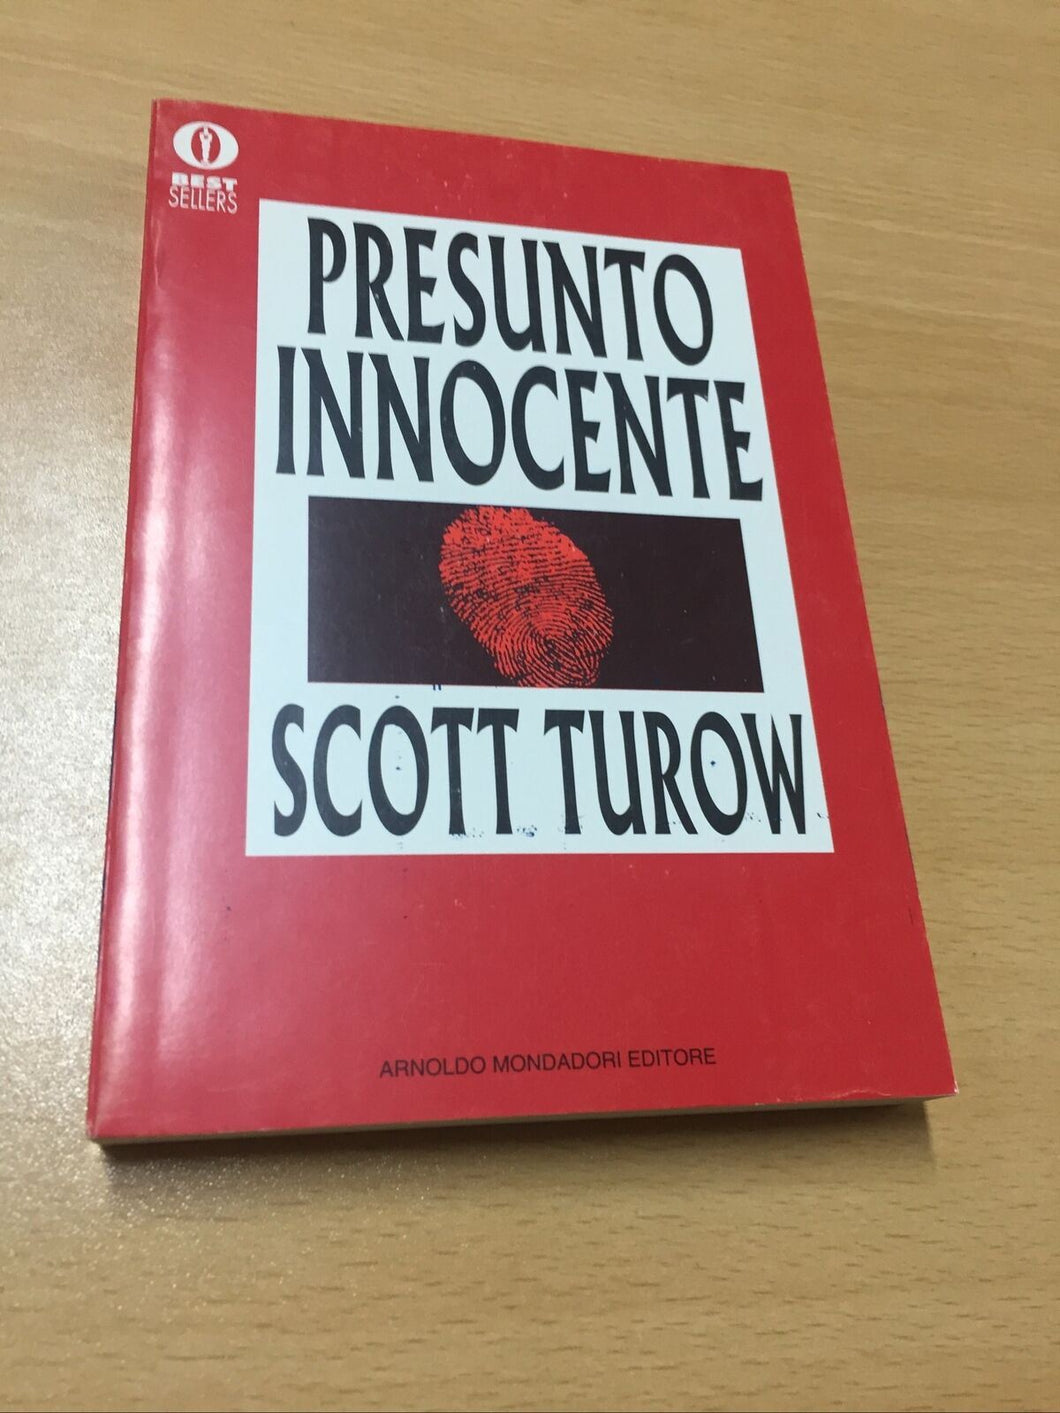 BEST
SELLERS
PRESUNTO
INNOCENTE
SCOTT TUROW
ARNOLDO MONDADORI EDITORE